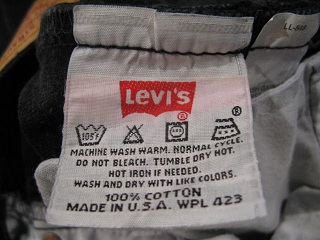 Levi's
®
105F
MACHINE WASH WARM. NORMAL CYCLE.
DO NOT BLEACH. TUMBLE DRY HOT.
HOT IRON IF NEEDED.
WASH AND DRY WITH LIKE COLORS.
100% COTTON
MADE IN U.S.A. WPL 423